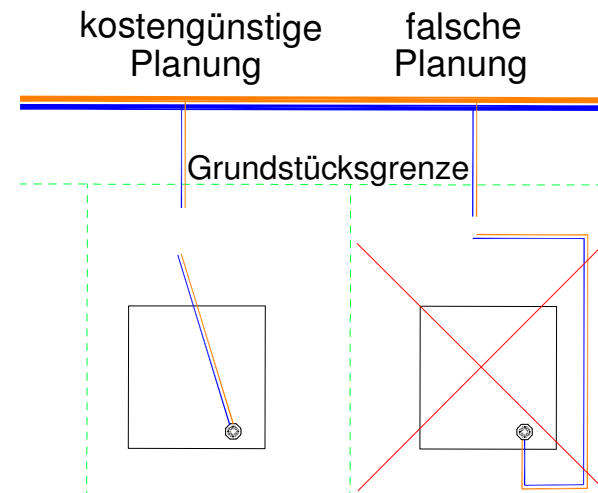 kostengünstige
Planung
falsche
Planung
Grundstücksgrenze